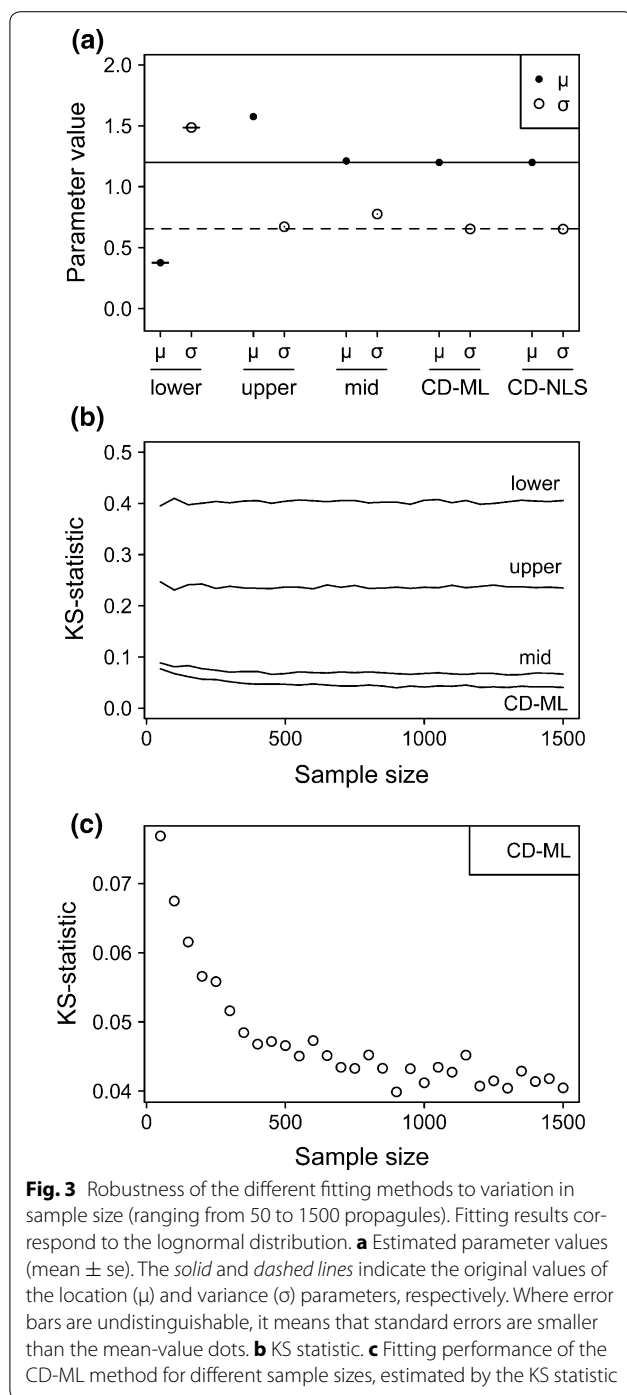 (a)
2.0
1.5
1.0
0.5
0.0
Parameter value
μ
σ
μ σ μ σ μ σ μ σ μ σ
lower upper mid CD-ML CD-NLS
(b)
0.5
0.4
0.3
0.2
0.1
0.0
KS-statistic
lower
upper
mid
CD-ML
0 500 1000 1500
Sample size
(c)
CD-ML
0.07
0.06
0.05
0.04
KS-statistic
0 500 1000 1500
Sample size
Fig. 3 Robustness of the different fitting methods to variation in
sample size (ranging from 50 to 1500 propagules). Fitting results cor-
respond to the lognormal distribution. a Estimated parameter values
(mean ± se). The solid and dashed lines indicate the original values of
the location (μ) and variance (σ) parameters, respectively. Where error
bars are undistinguishable, it means that standard errors are smaller
than the mean-value dots. b KS statistic. c Fitting performance of the
CD-ML method for different sample sizes, estimated by the KS statistic